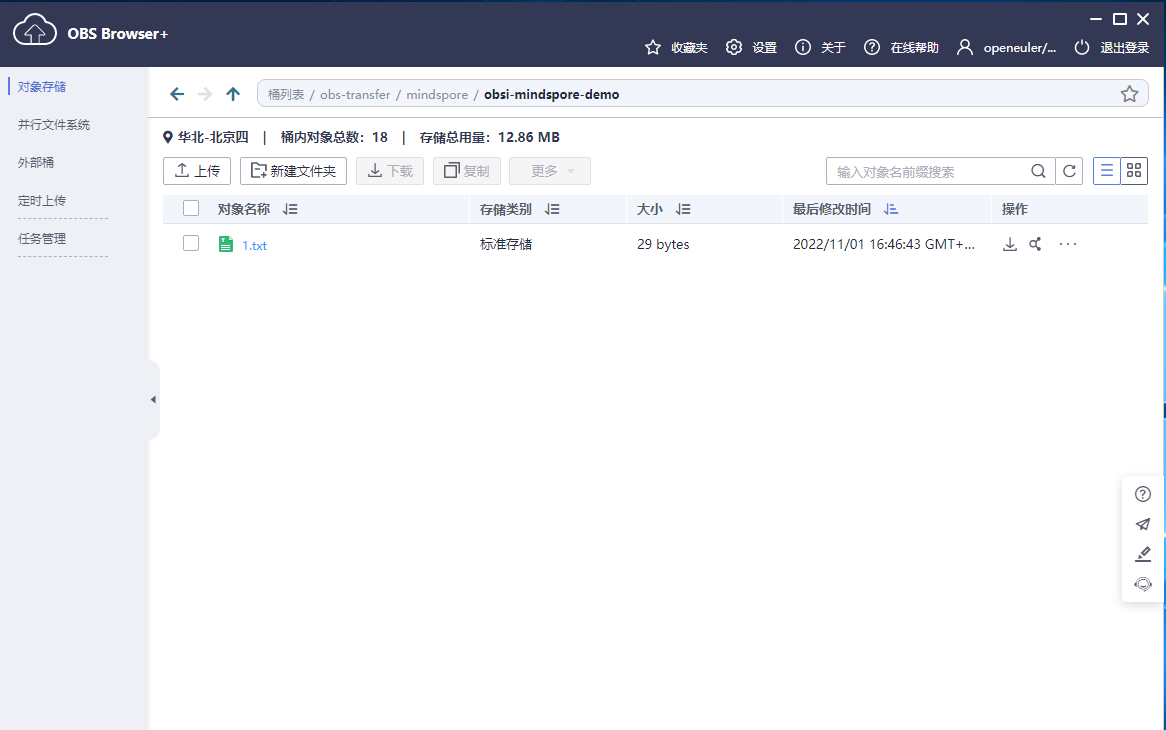 OBS Browser+
收藏夹 设置 关于 在线帮助 openeuler/... 退出登录
对象存储
并行文件系统
外部桶
定时上传
任务管理
桶列表 / obs-transfer / mindspore / obsi-mindspore-demo
华北-北京四 | 桶内对象总数：18 | 存储总用量：12.86 MB
上传 新建文件夹 下载 复制 更多 输入对象名前缀搜索
对象名称 存储类别 大小 最后修改时间 操作
1.txt 标准存储 29 bytes 2022/11/01 16:46:43 GMT+... ...